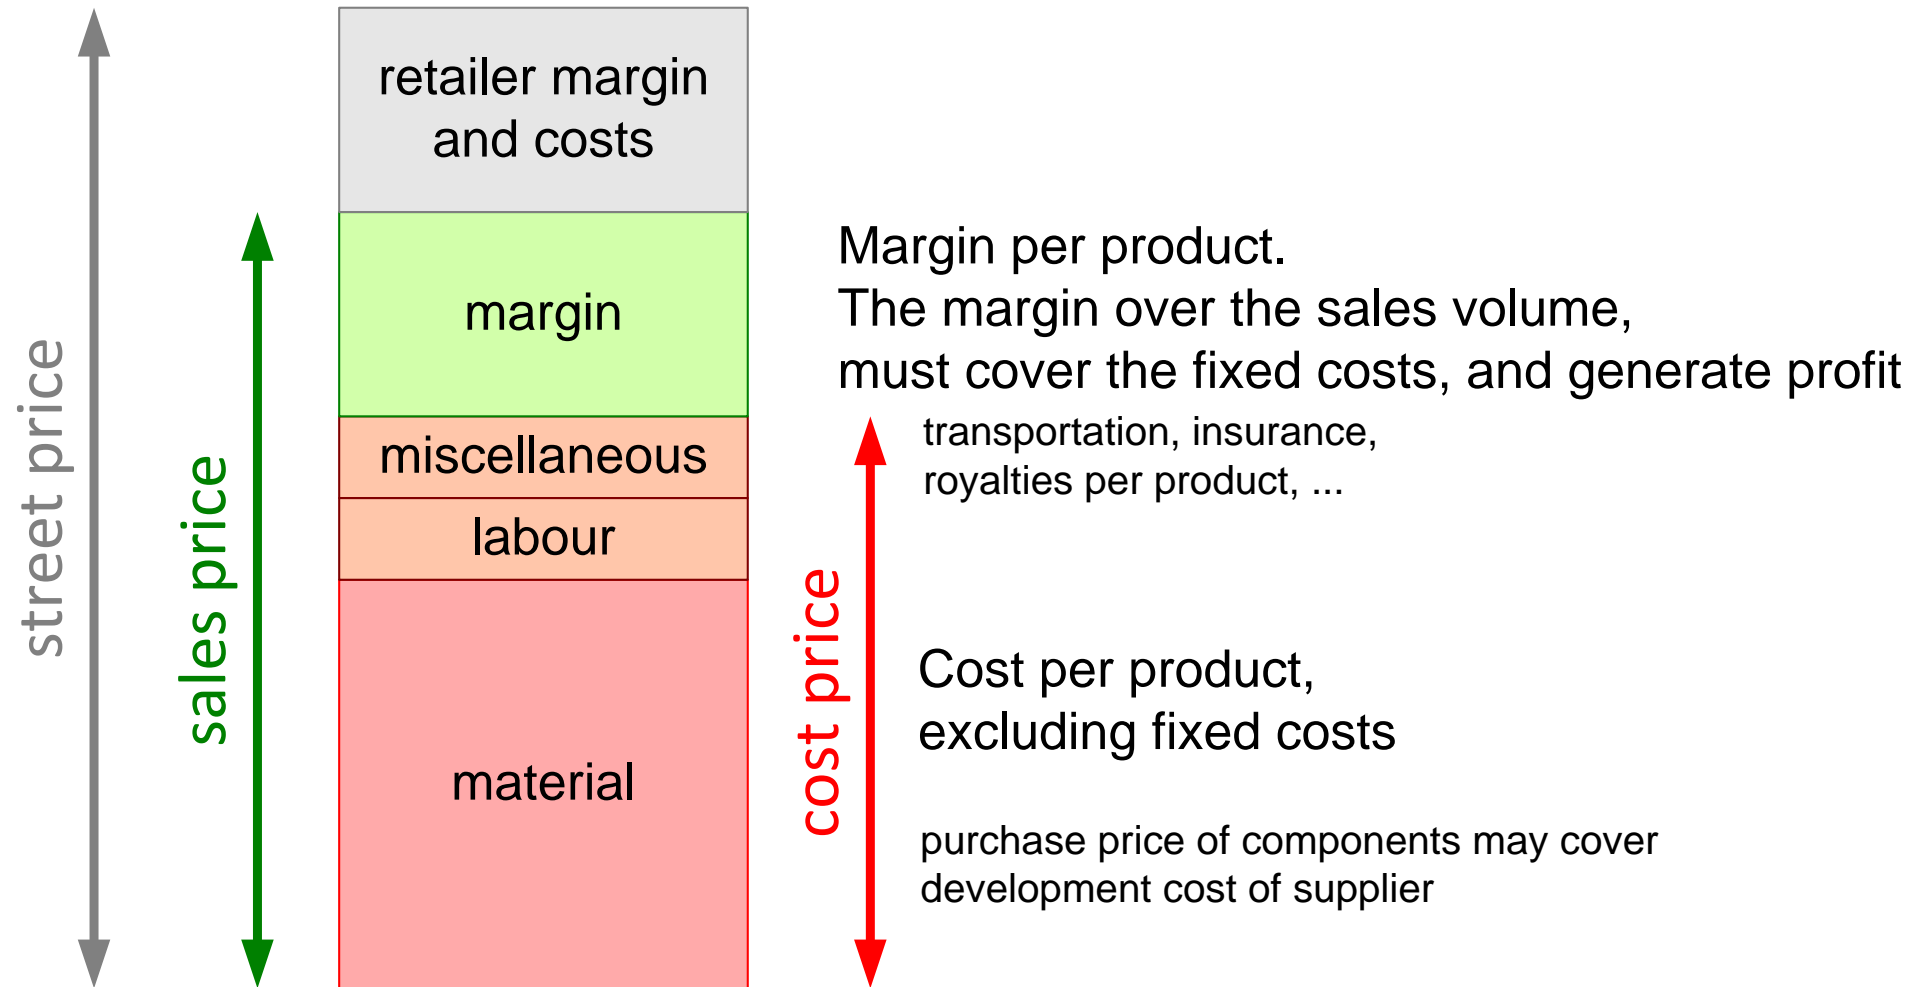 street price
sales price
retailer margin
and costs
margin
miscellaneous
labour
material
cost price
Margin per product.
The margin over the sales volume,
must cover the fixed costs, and generate profit
transportation, insurance,
royalties per product, ...
Cost per product,
excluding fixed costs
purchase price of components may cover
development cost of supplier